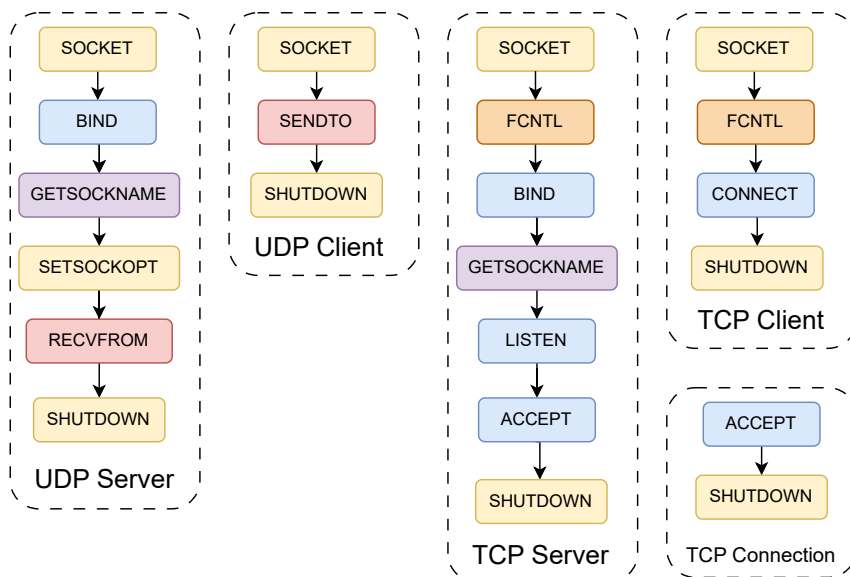 SOCKET
BIND
GETSOCKNAME
SETSOCKOPT
RECVFROM
SHUTDOWN
UDP Server
SOCKET
SENDTO
SHUTDOWN
UDP Client
SOCKET
FCNTL
BIND
GETSOCKNAME
LISTEN
ACCEPT
SHUTDOWN
TCP Server
SOCKET
FCNTL
CONNECT
SHUTDOWN
TCP Client
ACCEPT
SHUTDOWN
TCP Connection